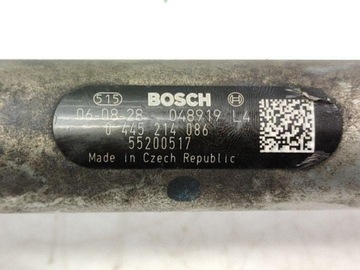 515 BOSCH
06-08-28 048919 L4
0 445 214 086
55200517
Made in Czech Republic